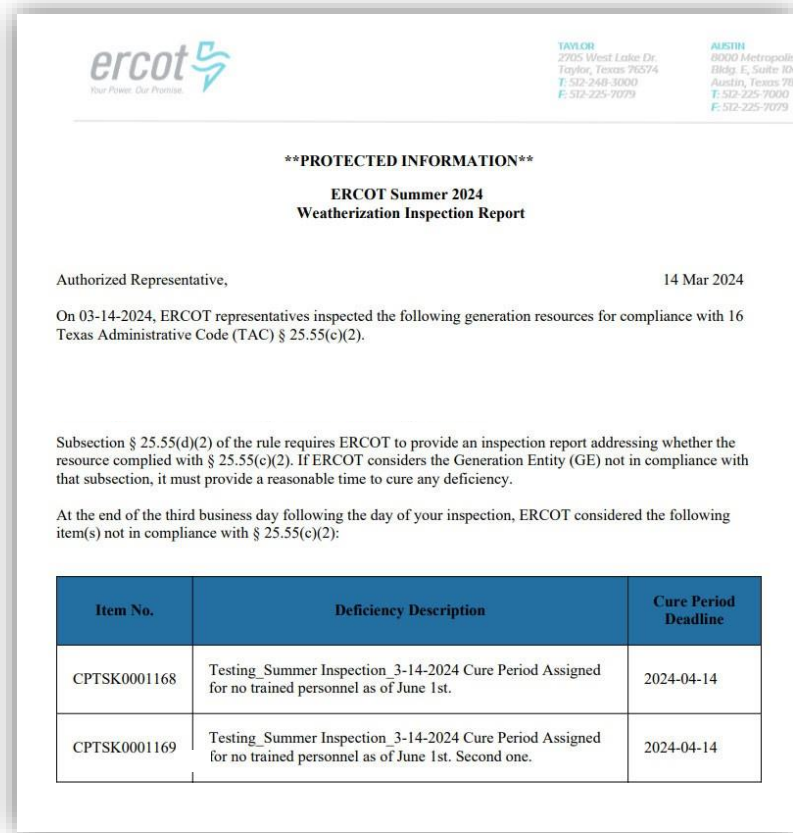 ercot
Your Power. Our Promise.
TAYLOR
2705 West Lake Dr.
Taylor, Texas 76574
T: 512-248-3000
F: 512-225-7079
AUSTIN
8000 Metropolis
Bldg. E, Suite 10
Austin, Texas 78
T: 512-225-7000
F: 512-225-7079
**PROTECTED INFORMATION**
ERCOT Summer 2024
Weatherization Inspection Report
Authorized Representative,
14 Mar 2024
On 03-14-2024, ERCOT representatives inspected the following generation resources for compliance with 16
Texas Administrative Code (TAC) § 25.55(c)(2).
Subsection § 25.55(d)(2) of the rule requires ERCOT to provide an inspection report addressing whether the
resource complied with § 25.55(c)(2). If ERCOT considers the Generation Entity (GE) not in compliance with
that subsection, it must provide a reasonable time to cure any deficiency.
At the end of the third business day following the day of your inspection, ERCOT considered the following
item(s) not in compliance with § 25.55(c)(2):
Item No.
Deficiency Description
Cure Period
Deadline
CPTSK0001168
Testing_Summer Inspection_3-14-2024 Cure Period Assigned
for no trained personnel as of June 1st.
2024-04-14
CPTSK0001169
Testing_Summer Inspection_3-14-2024 Cure Period Assigned
for no trained personnel as of June 1st. Second one.
2024-04-14